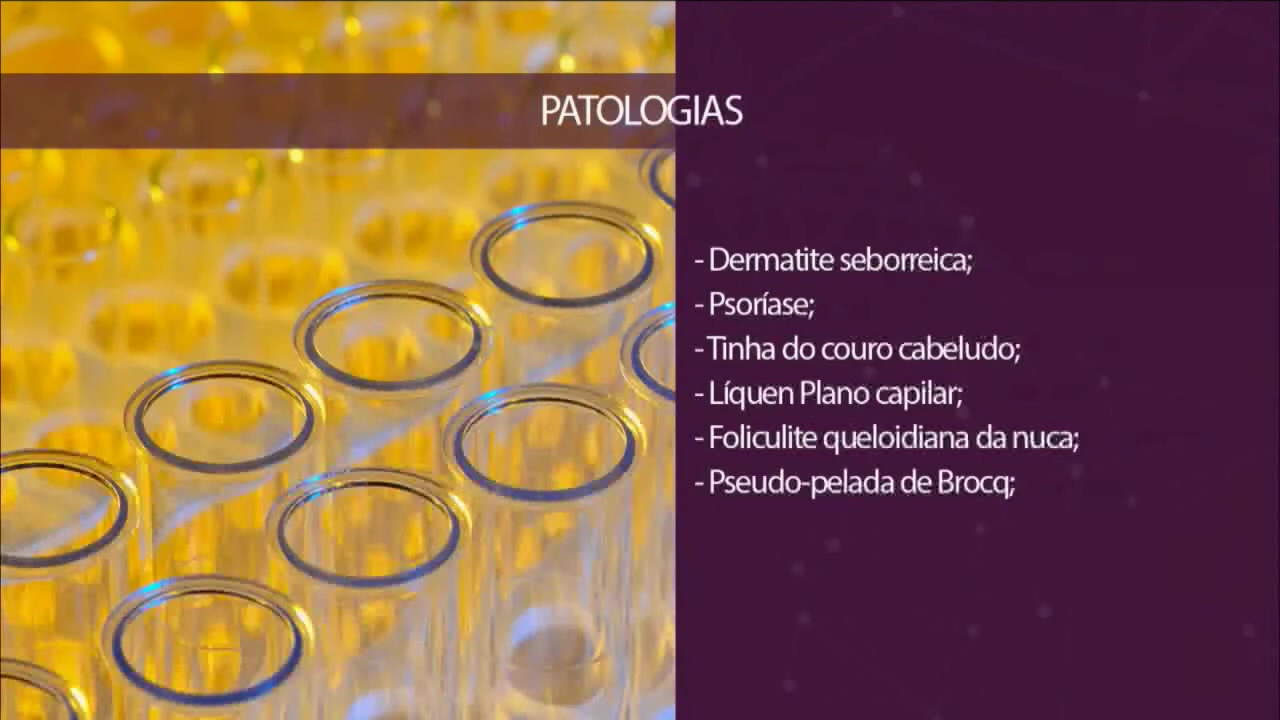 PATOLOGIAS
- Dermatite seborreica;
- Psoríase;
- Tinha do couro cabeludo;
- Líquen Plano capilar;
- Foliculite queloidiana da nuca;
- Pseudo-pelada de Brocq;